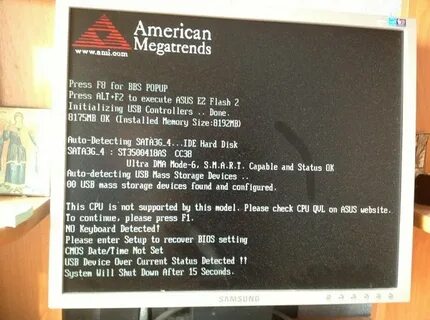 American
Megatrends
www.ami.com
Press F8 for BBS POPUP
Press ALT+F2 to execute ASUS EZ Flash 2
Initializing USB Controllers .. Done.
8175MB OK (Installed Memory Size:8192MB)
Auto-Detecting SATA3G_4...IDE Hard Disk
SATA3G_4 : ST3500410AS CC38
Ultra DMA Mode-6, S.M.A.R.T. Capable and Status OK
Auto-detecting USB Mass Storage Devices ..
00 USB mass storage devices found and configured.
This CPU is not supported by this model. Please check CPU QVL on ASUS website.
To continue, please press F1.
NO Keyboard Detected!
Please enter Setup to recover BIOS setting
CMOS Date/Time Not Set
USB Device Over Current Status Detected !!
System Will Shut Down After 15 Seconds.
SAMSUNG